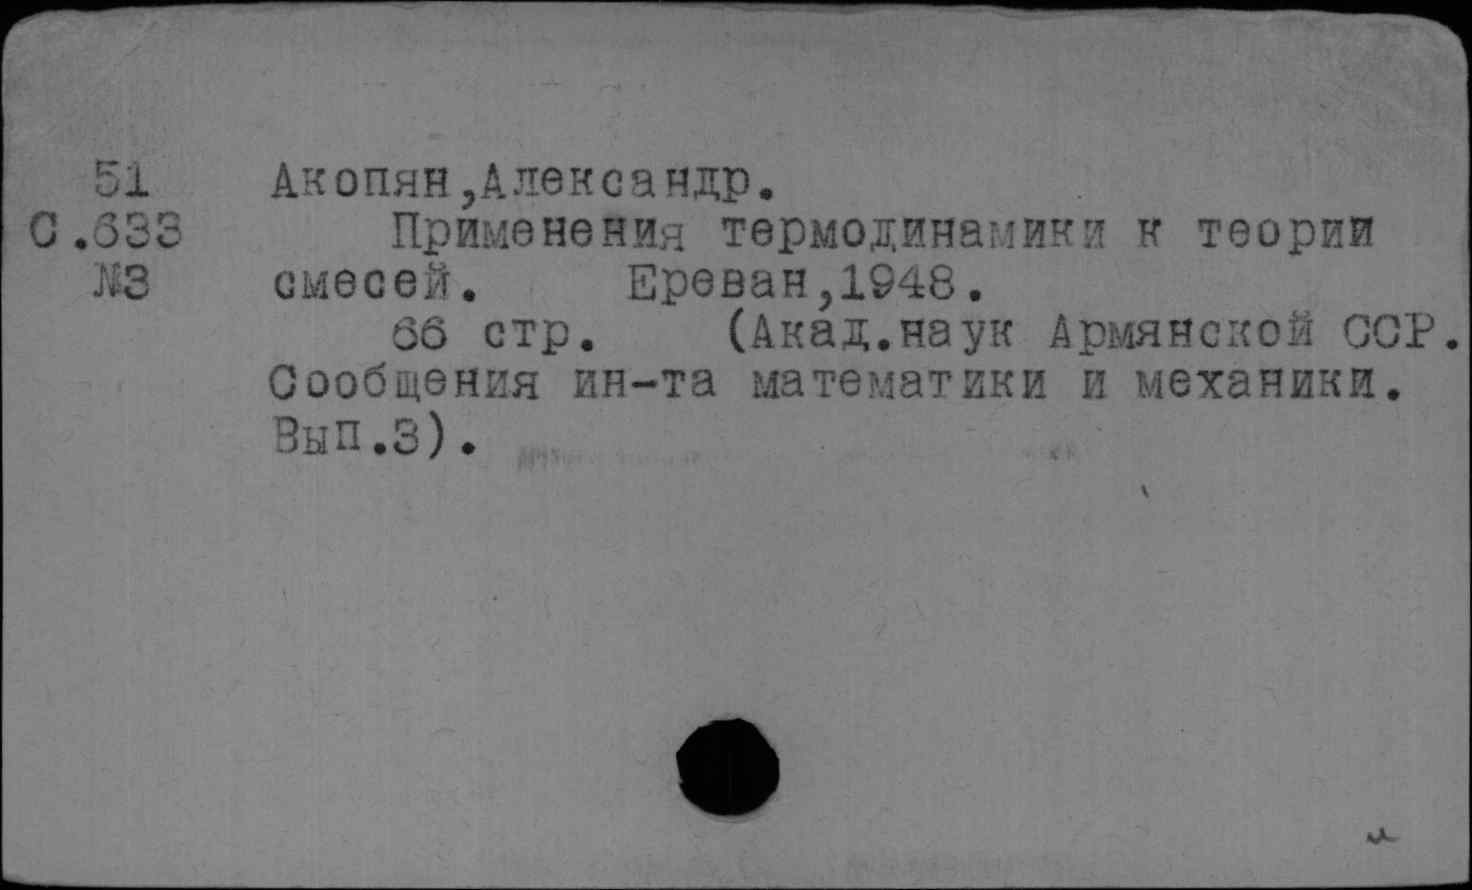 51 Акопян,Александр.
С.633 Применения термодинамики к теории
№3 смесей. Ереван,1948.
66 стр. (Акад.наук Армянской ССР.
Сообщения ин-та математики и механики.
Вып.3).